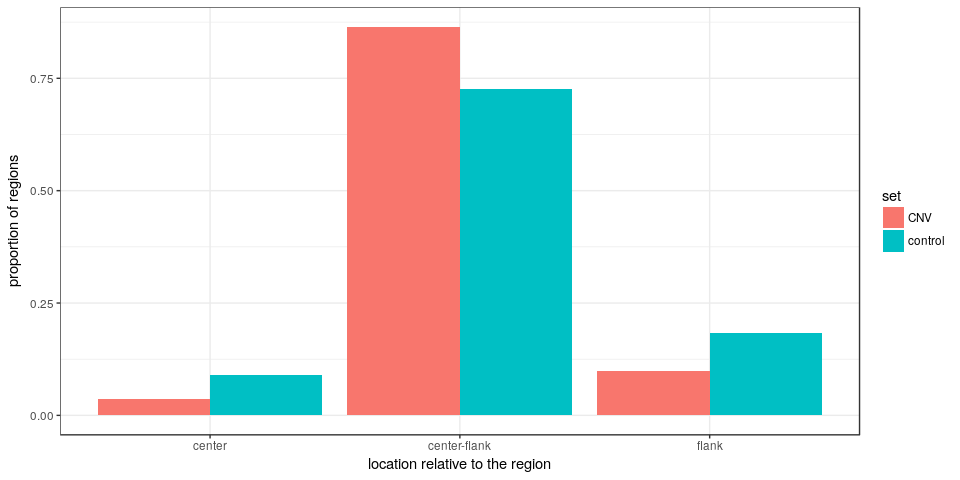 proportion of regions
0.75
0.50
0.25
0.00
center
center-flank
flank
location relative to the region
set
CNV
control